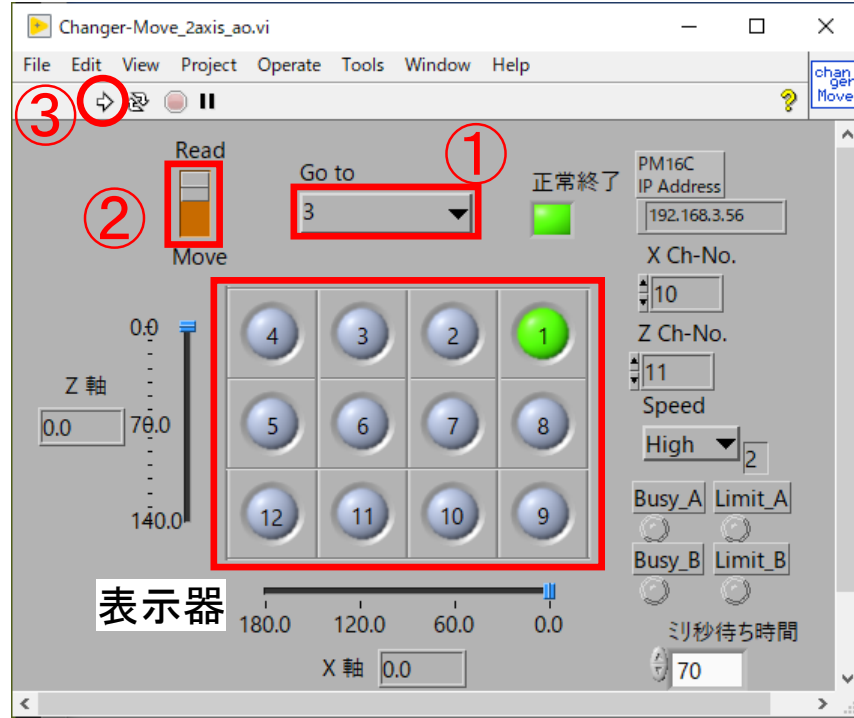 Changer-Move_2axis_ao.vi
File Edit View Project Operate Tools Window Help
chan
ger
Move
③
Read
②
Move
Go to
①
3
正常終了
PM16C
IP Address
192.168.3.56
X Ch-No.
10
Z Ch-No.
11
Speed
High
2
Busy_A Limit_A
Busy_B Limit_B
ミリ秒待ち時間
70
Z 軸
0.0
0.0
70.0
140.0
4 3 2 1
5 6 7 8
12 11 10 9
表示器
180.0 120.0 60.0 0.0
X 軸 0.0